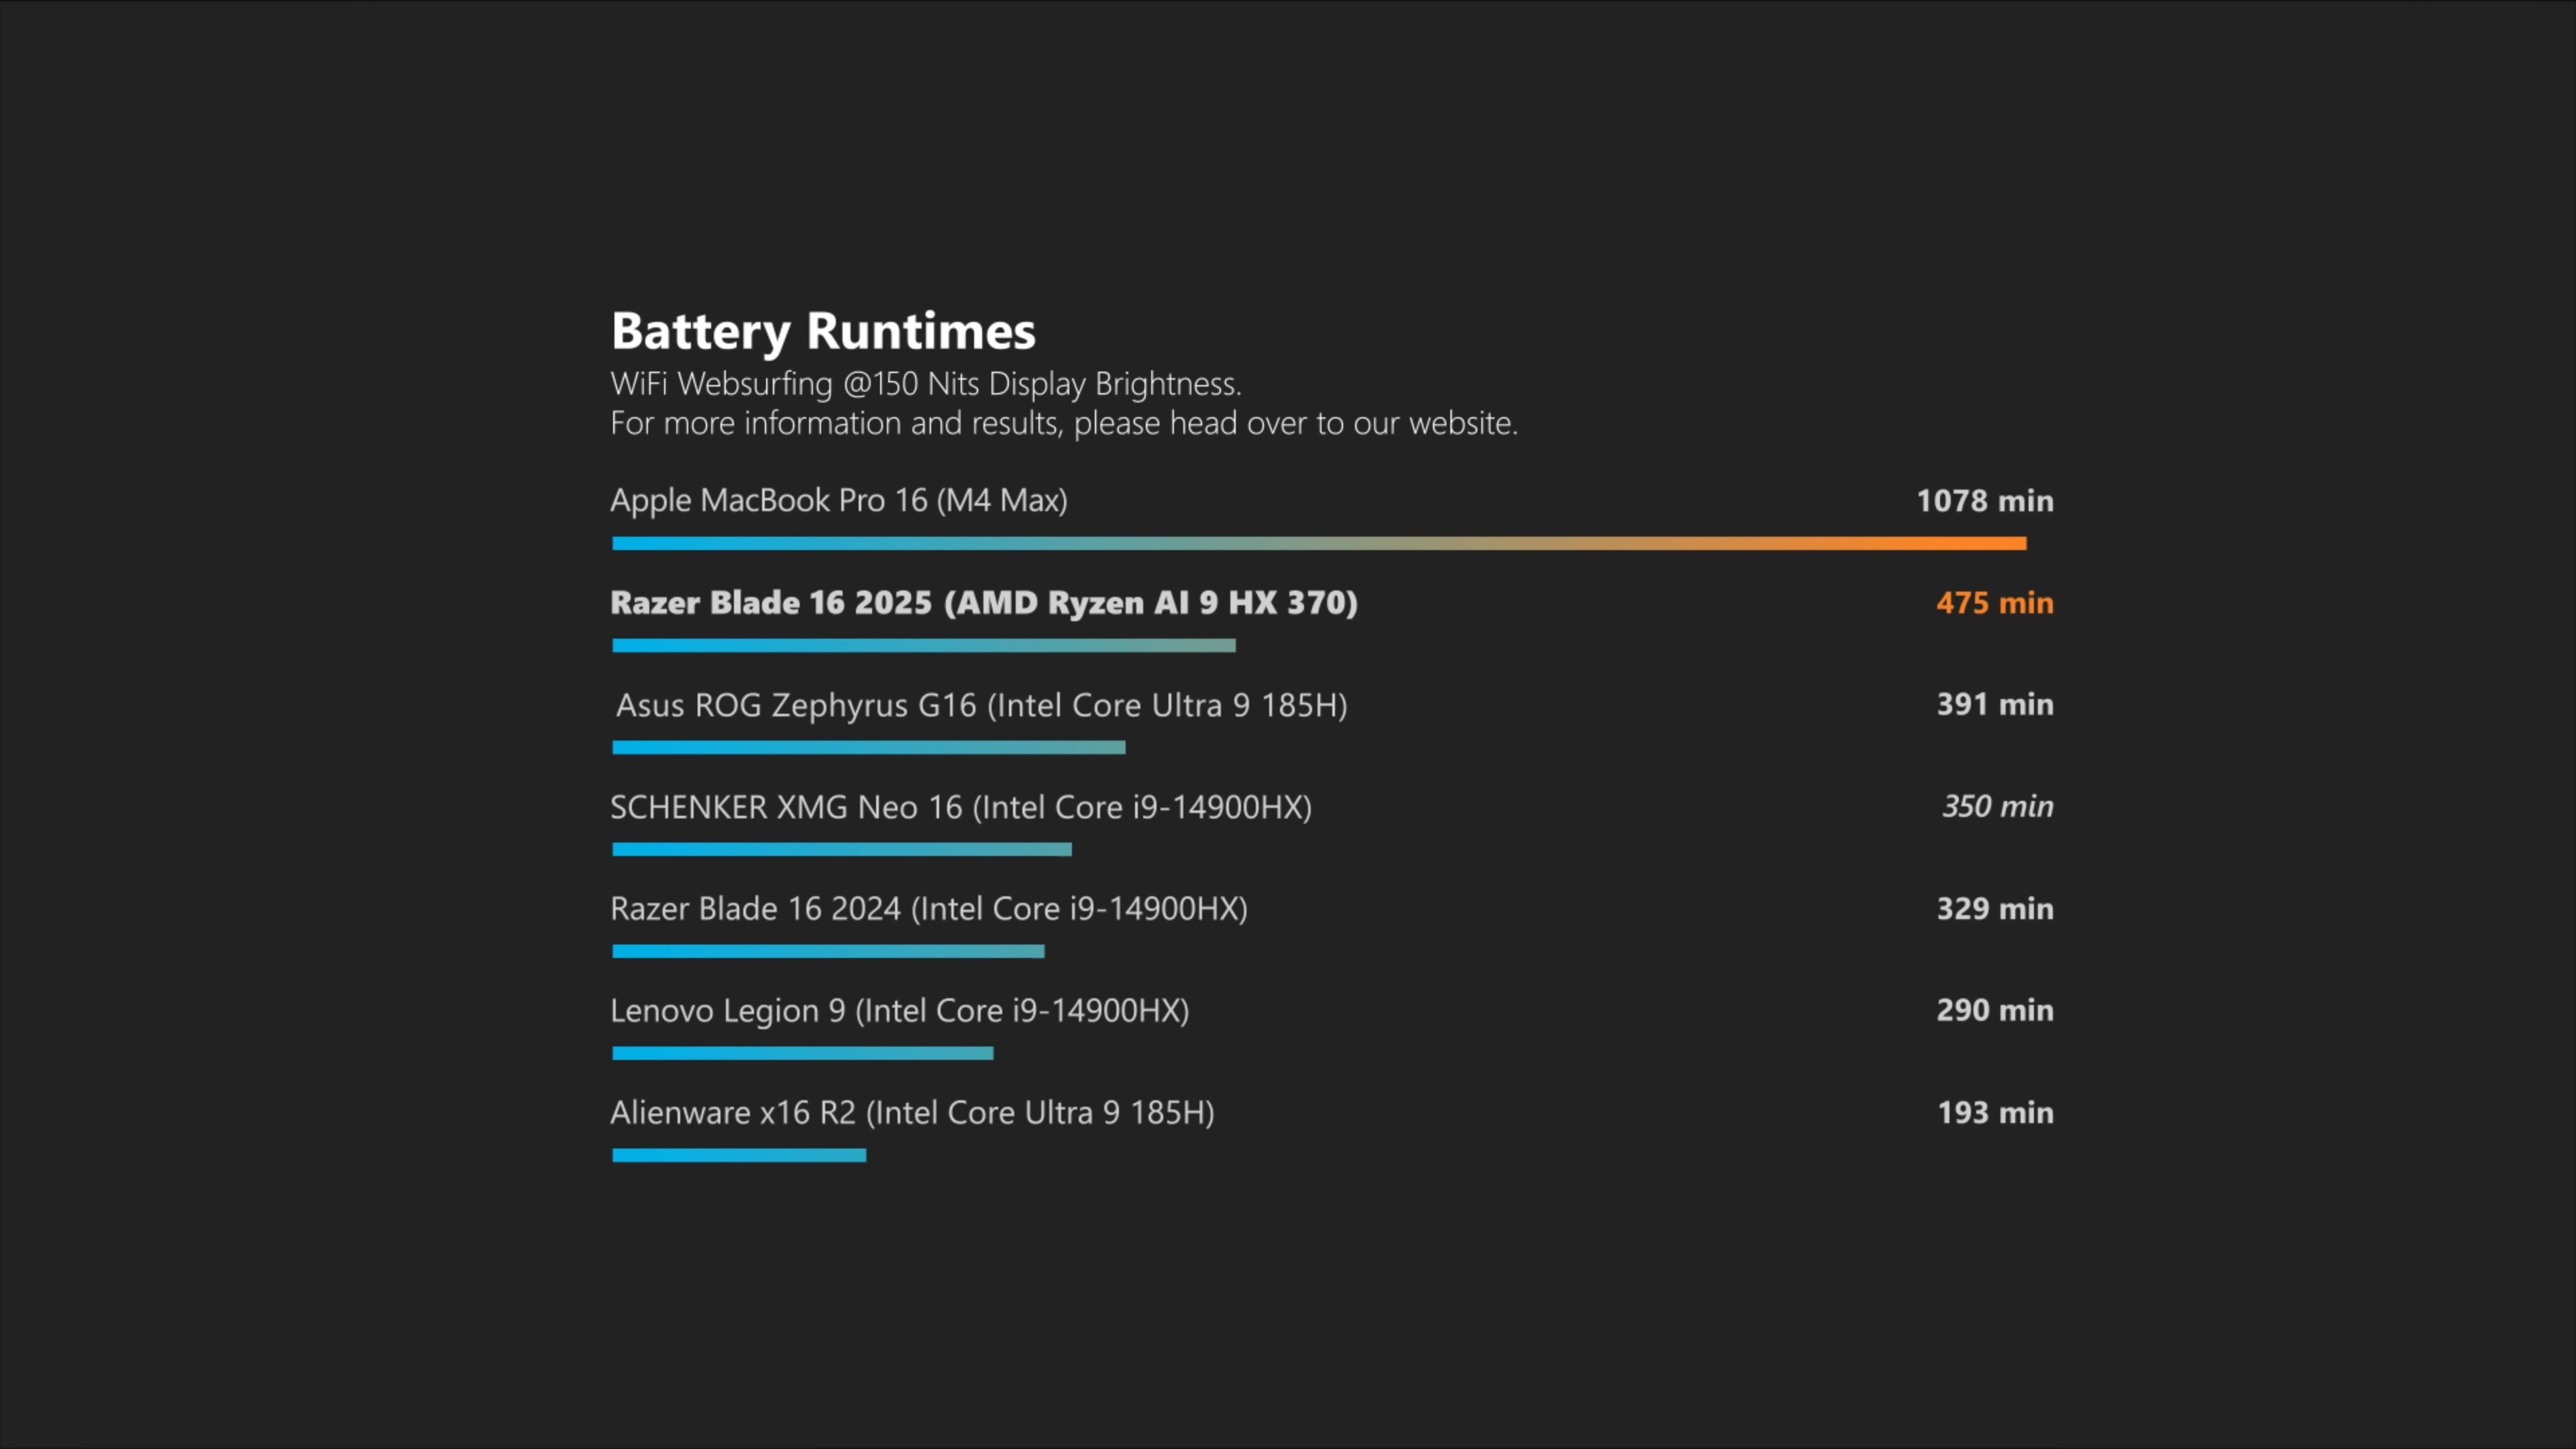 Battery Runtimes
WiFi Websurfing @150 Nits Display Brightness.
For more information and results, please head over to our website.
Apple MacBook Pro 16 (M4 Max) 1078 min
Razer Blade 16 2025 (AMD Ryzen AI 9 HX 370) 475 min
Asus ROG Zephyrus G16 (Intel Core Ultra 9 185H) 391 min
SCHENKER XMG Neo 16 (Intel Core i9-14900HX) 350 min
Razer Blade 16 2024 (Intel Core i9-14900HX) 329 min
Lenovo Legion 9 (Intel Core i9-14900HX) 290 min
Alienware x16 R2 (Intel Core Ultra 9 185H) 193 min